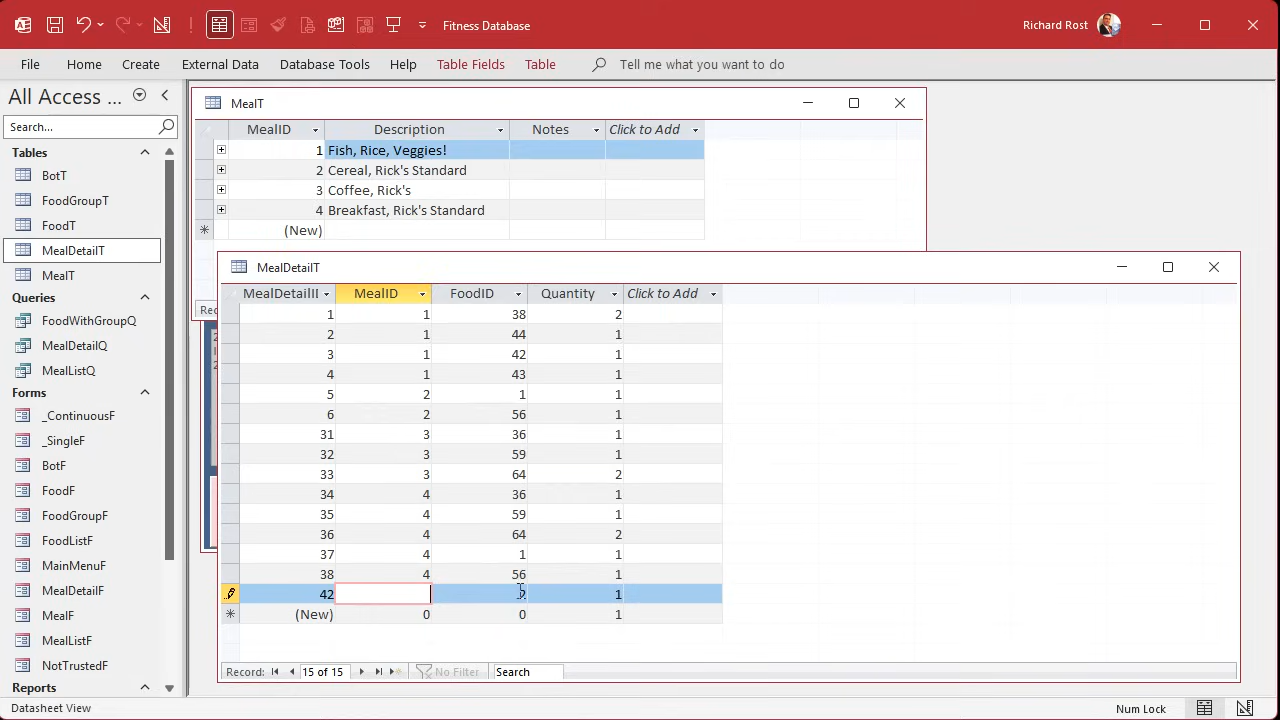 Fitness Database
Richard Rost
File Home Create External Data Database Tools Help Table Fields Table Tell me what you want to do
All Access ...
Search...
Tables
BotT
FoodGroupT
FoodT
MealDetailT
MealT
Queries
FoodWithGroupQ
MealDetailQ
MealListQ
Forms
_ContinuousF
_SingleF
BotF
FoodF
FoodGroupF
FoodListF
MainMenuF
MealDetailF
MealF
MealListF
NotTrustedF
Reports
MealT
MealID Description Notes Click to Add
1 Fish, Rice, Veggies!
2 Cereal, Rick's Standard
3 Coffee, Rick's
4 Breakfast, Rick's Standard
(New)
Rec
MealDetailT
MealDetailII MealID FoodID Quantity Click to Add
1 1 38 2
2 1 44 1
3 1 42 1
4 1 43 1
5 2 1 1
6 2 56 1
31 3 36 1
32 3 59 1
33 3 64 2
34 4 36 1
35 4 59 1
36 4 64 2
37 4 1 1
38 4 56 1
42 2 1
(New) 0 0 1
Record: 15 of 15 No Filter Search
Datasheet View
Num Lock